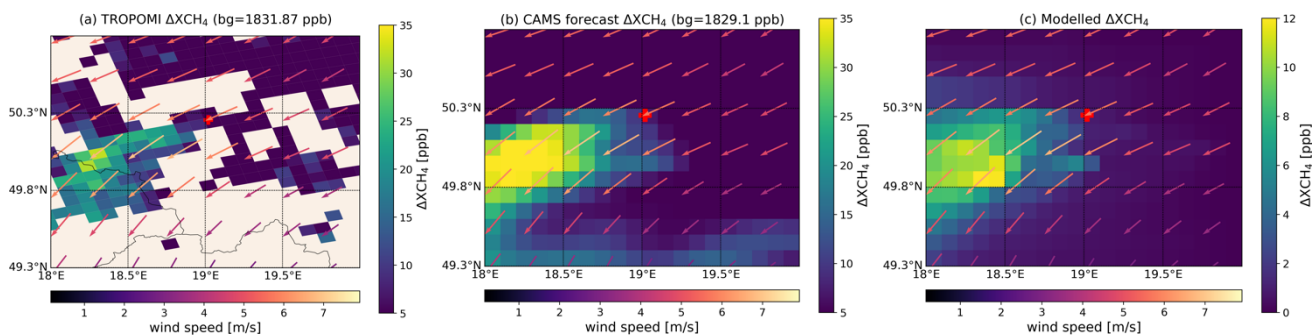 (a) TROPOMI ΔXCH₄ (bg=1831.87 ppb)
50.3°N
49.8°N
49.3°N
18°E
18.5°
19°
19.5°
35
30
25
20
15
10
5
ΔXCH₄ [ppb]
1 2 3 4 5 6 7
wind speed [m/s]
(b) CAMS forecast ΔXCH₄ (bg=1829.1 ppb)
50.3°N
49.8°N
49.3°N
18°E
18.5°
19°
19.5°
35
30
25
20
15
10
5
ΔXCH₄ [ppb]
1 2 3 4 5 6 7
wind speed [m/s]
(c) Modelled ΔXCH₄
50.3°N
49.8°N
49.3°N
18°E
18.5°
19°
19.5°
12
10
8
6
4
2
0
ΔXCH₄ [ppb]
1 2 3 4 5 6 7
wind speed [m/s]